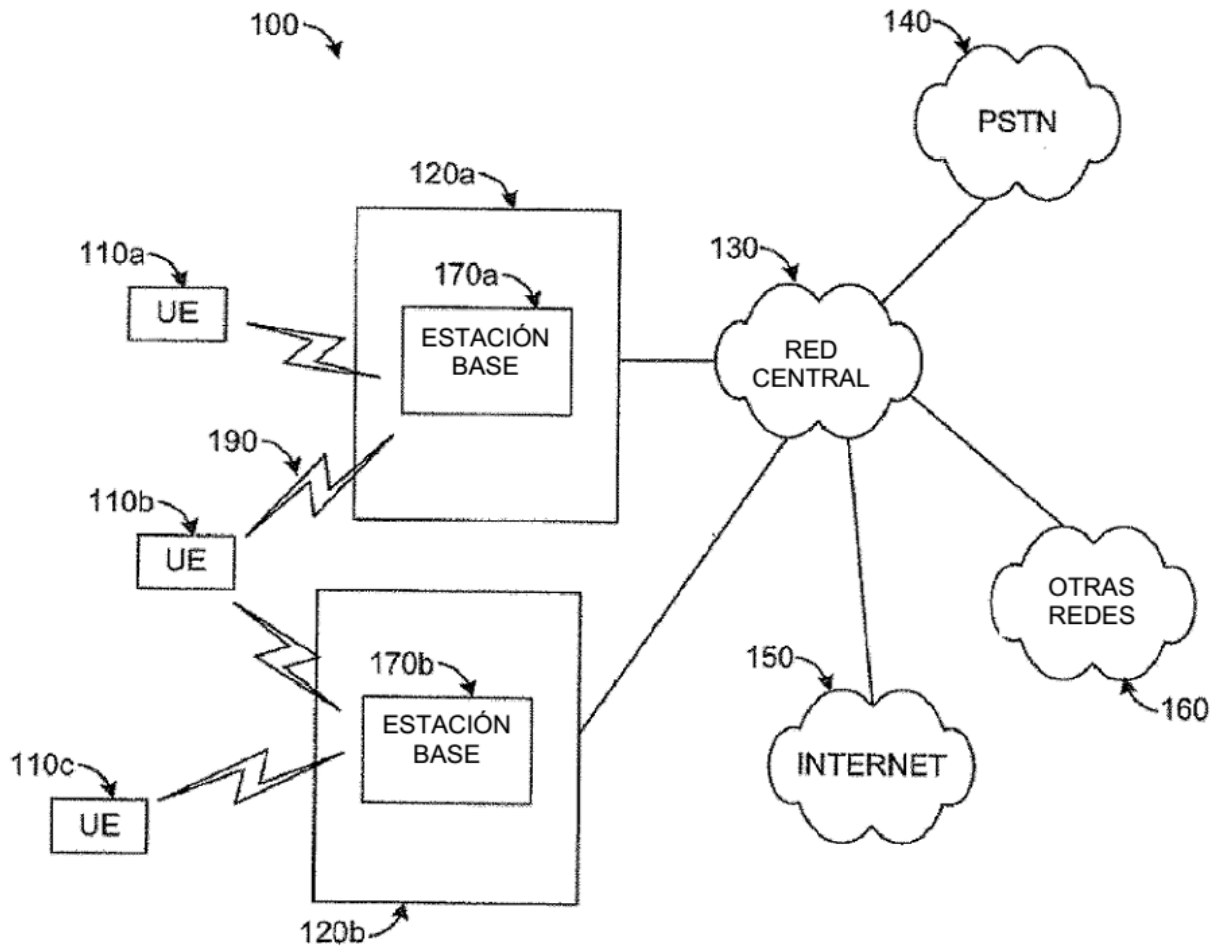 100
140
PSTN
120a
110a
UE
170a
ESTACIÓN
BASE
130
RED
CENTRAL
190
110b
UE
OTRAS
REDES
160
170b
ESTACIÓN
BASE
150
INTERNET
110c
UE
120b